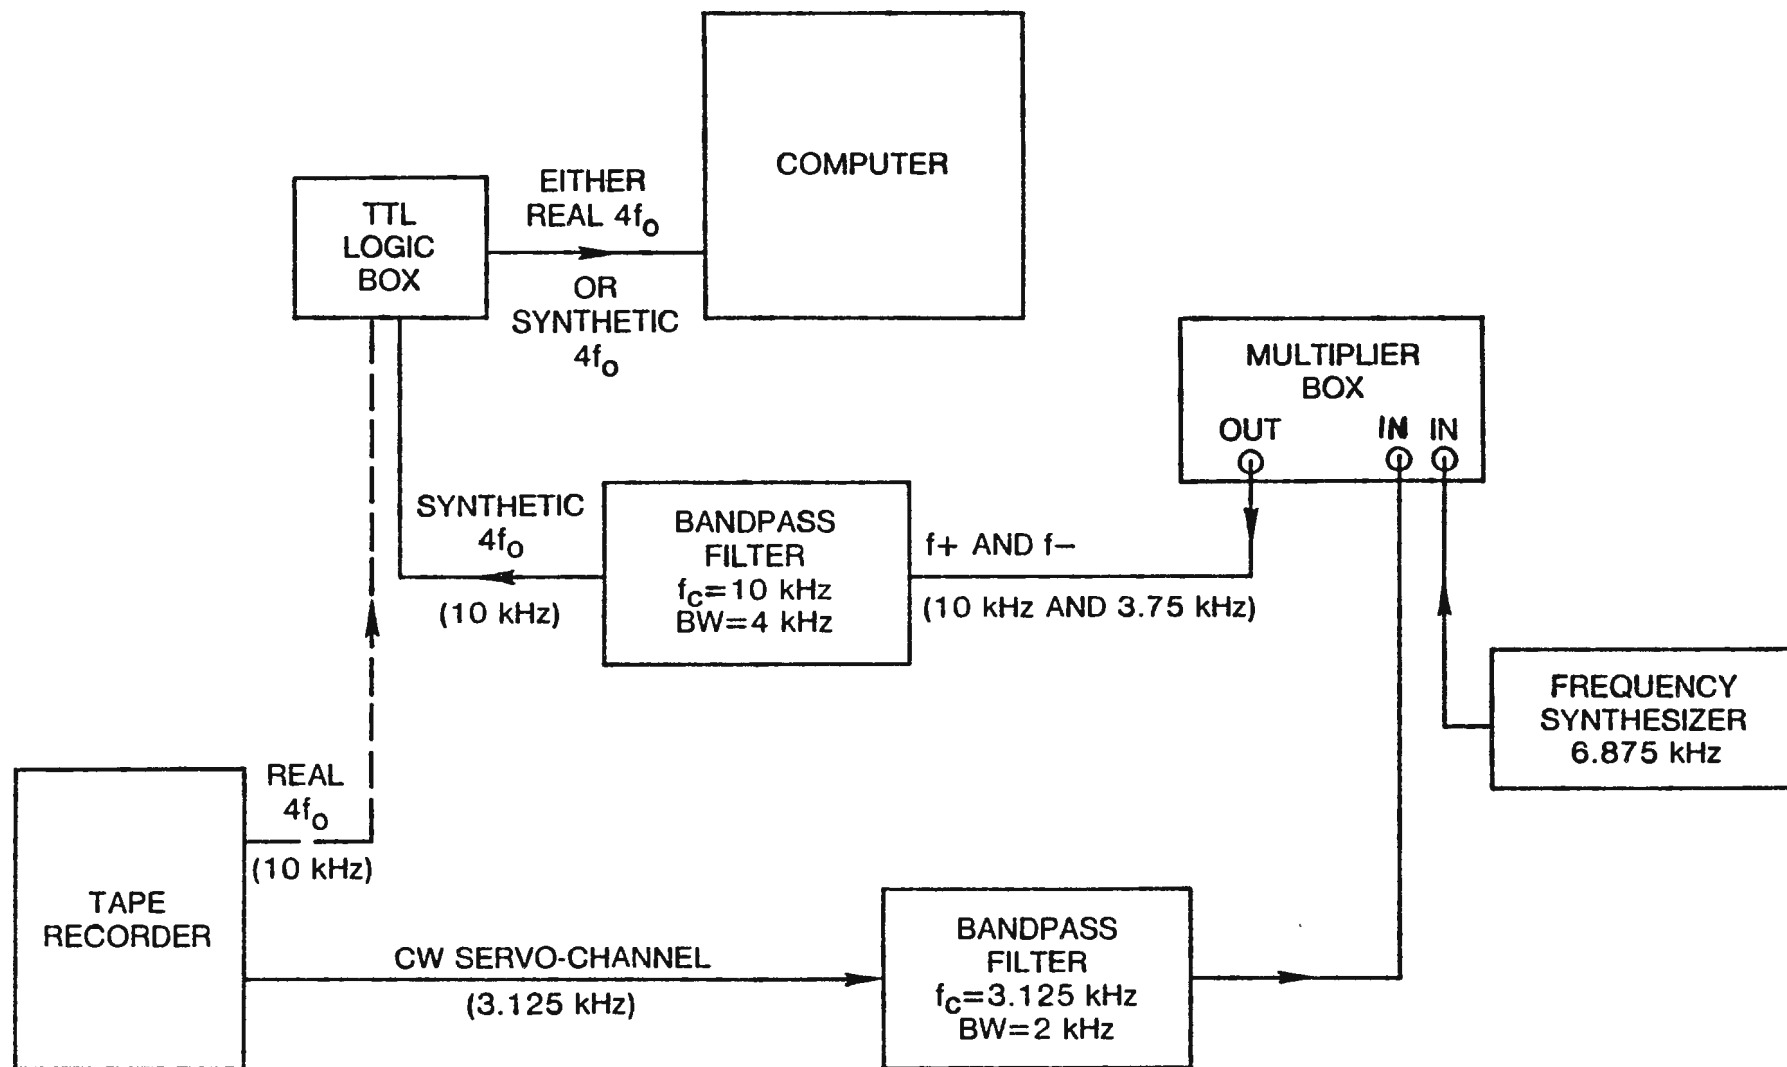 COMPUTER
TTL
LOGIC
BOX
EITHER
REAL 4fo
OR
SYNTHETIC
4fo
MULTIPLIER
BOX
OUT IN IN
SYNTHETIC
4fo
(10 kHz)
BANDPASS
FILTER
fc=10 kHz
BW=4 kHz
f+ AND f−
(10 kHz AND 3.75 kHz)
FREQUENCY
SYNTHESIZER
6.875 kHz
REAL
4fo
(10 kHz)
TAPE
RECORDER
CW SERVO-CHANNEL
(3.125 kHz)
BANDPASS
FILTER
fc=3.125 kHz
BW=2 kHz